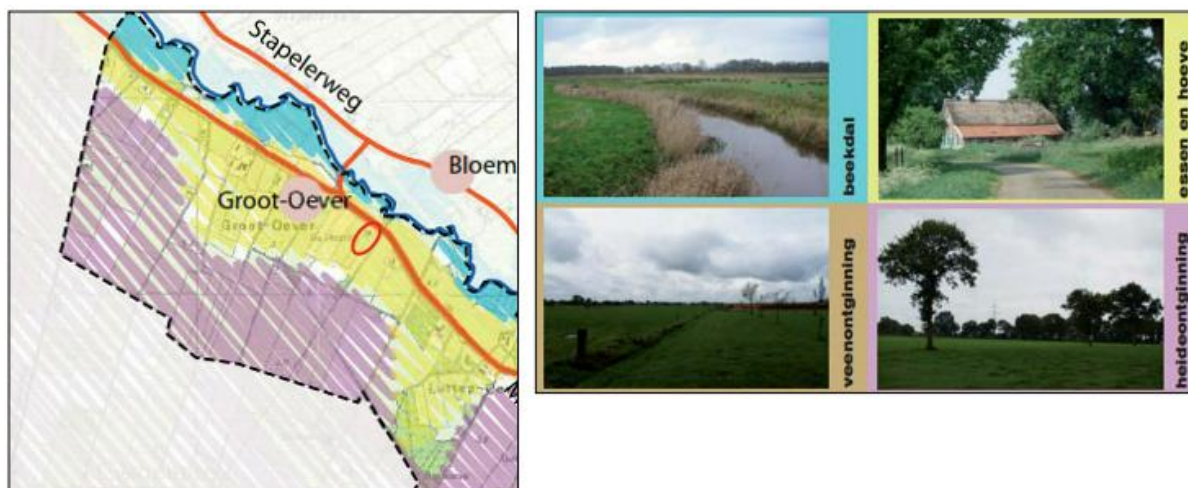 Stapelerweg
Bloem
Groot-Oever
Groot-Oever
beekdal
essen en hoeve
veenontginning
heideontginning